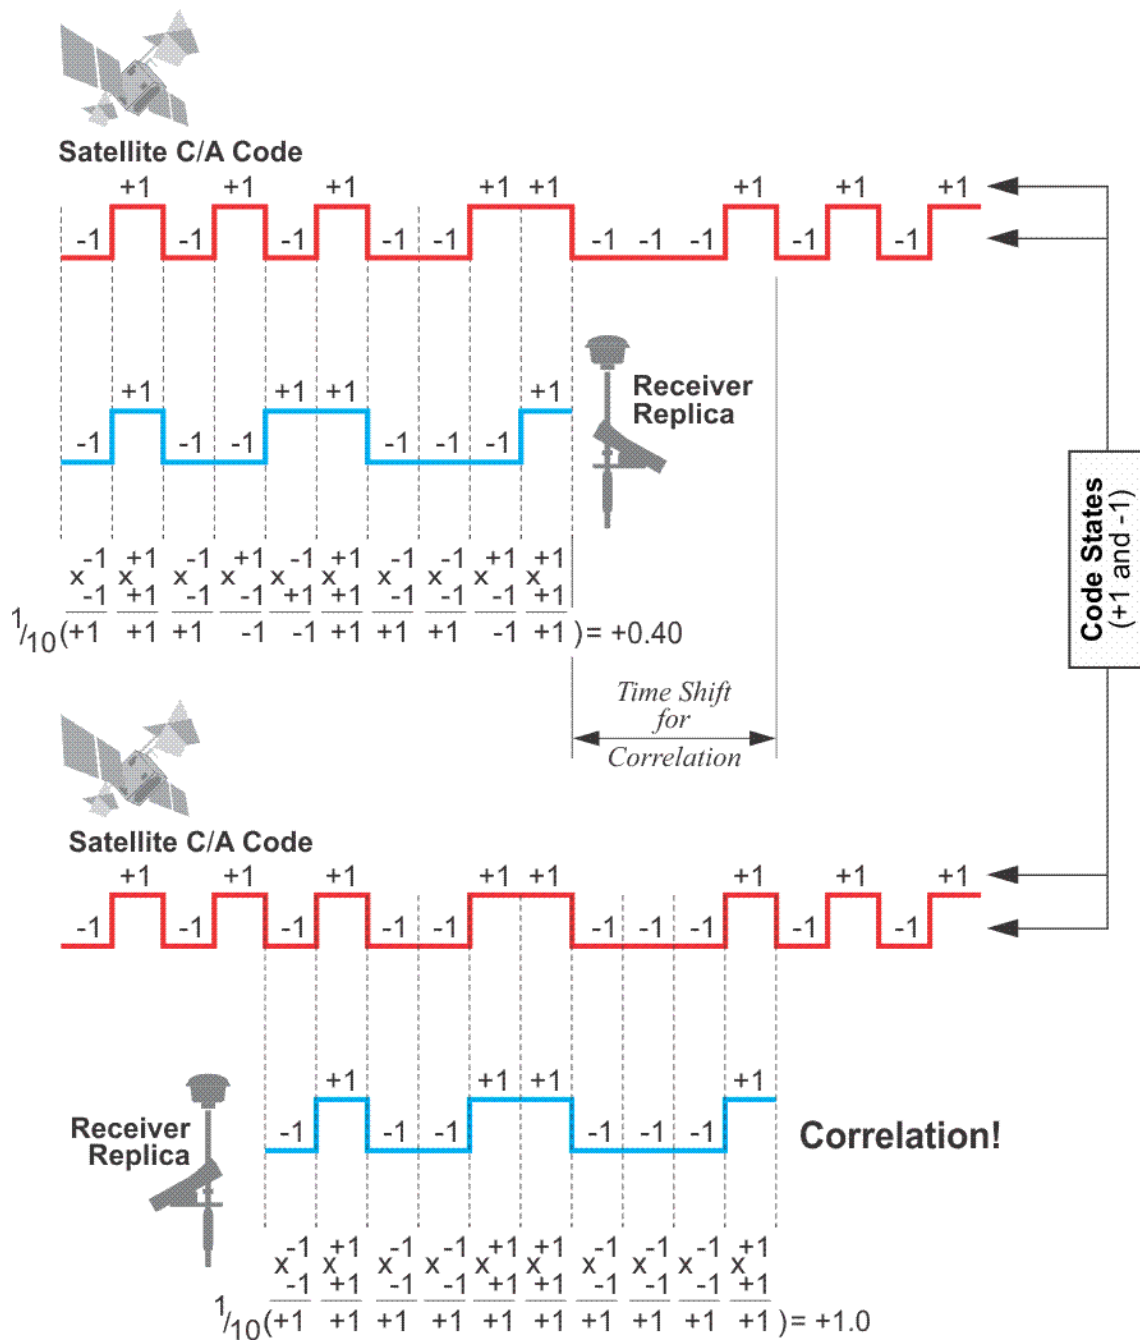 Satellite C/A Code
+1 +1 +1 +1 +1 +1 +1 +1
-1 -1 -1 -1 -1 -1 -1 -1 -1 -1
Receiver
Replica
+1 +1 +1 +1
-1 -1 -1 -1 -1 -1
Code States
(+1 and -1)
-1 +1 -1 +1 -1 +1 -1 -1 +1 +1
x x x x x x x x x x
-1 +1 -1 -1 +1 +1 -1 -1 -1 +1
1/10(+1 +1 +1 -1 -1 +1 +1 +1 -1 +1) = +0.40
Time Shift
for
Correlation
Satellite C/A Code
+1 +1 +1 +1 +1 +1 +1 +1
-1 -1 -1 -1 -1 -1 -1 -1 -1 -1
Receiver
Replica
+1 +1 +1 +1
-1 -1 -1 -1 -1 -1
Correlation!
-1 +1 -1 -1 +1 +1 -1 -1 -1 +1
x x x x x x x x x x
-1 +1 -1 -1 +1 +1 -1 -1 -1 +1
1/10(+1 +1 +1 +1 +1 +1 +1 +1 +1 +1) = +1.0